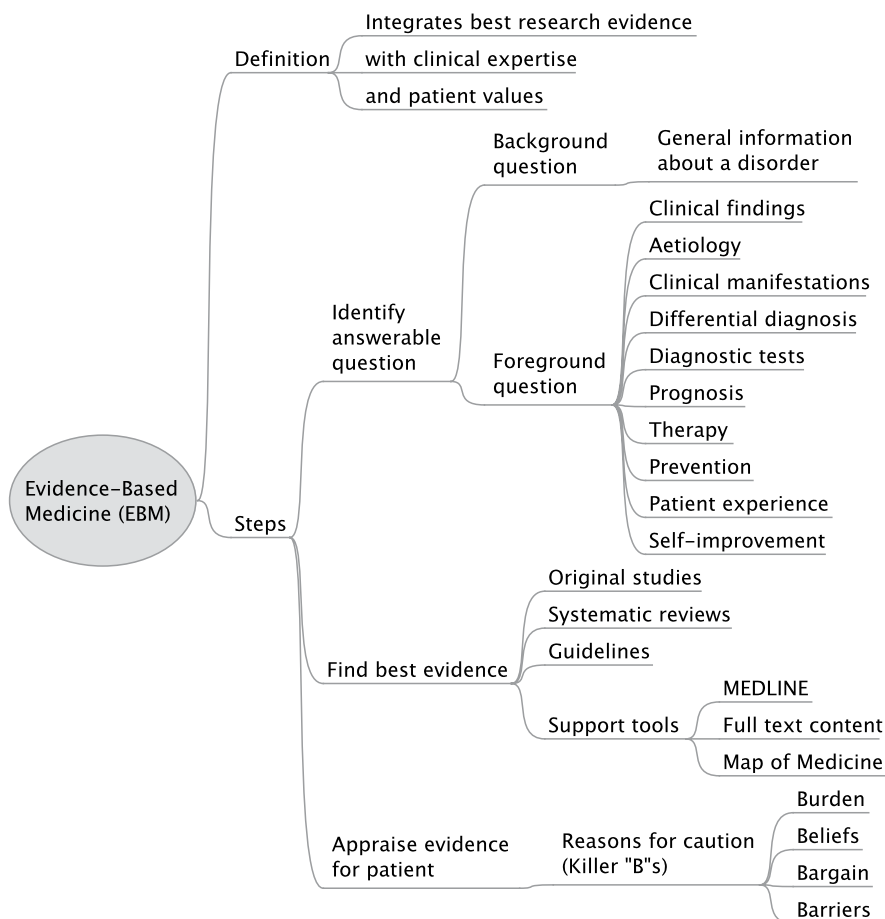 Integrates best research evidence
Definition
with clinical expertise
and patient values
Background
question
General information
about a disorder
Clinical findings
Aetiology
Clinical manifestations
Identify
answerable
question
Differential diagnosis
Foreground
question
Diagnostic tests
Prognosis
Therapy
Prevention
Patient experience
Self-improvement
Evidence-Based
Medicine (EBM)
Steps
Original studies
Systematic reviews
Guidelines
Find best evidence
Support tools
MEDLINE
Full text content
Map of Medicine
Appraise evidence
for patient
Reasons for caution
(Killer "B"s)
Burden
Beliefs
Bargain
Barriers